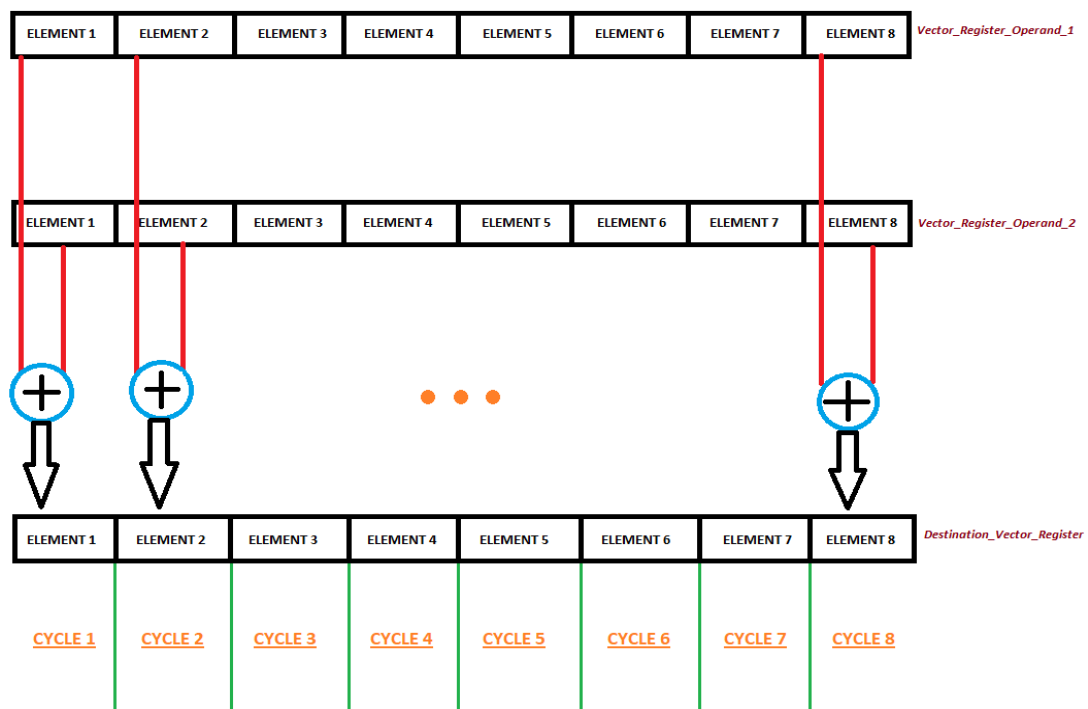 ELEMENT 1 ELEMENT 2 ELEMENT 3 ELEMENT 4 ELEMENT 5 ELEMENT 6 ELEMENT 7 ELEMENT 8 Vector_Register_Operand_1
ELEMENT 1 ELEMENT 2 ELEMENT 3 ELEMENT 4 ELEMENT 5 ELEMENT 6 ELEMENT 7 ELEMENT 8 Vector_Register_Operand_2
+ + +
ELEMENT 1 ELEMENT 2 ELEMENT 3 ELEMENT 4 ELEMENT 5 ELEMENT 6 ELEMENT 7 ELEMENT 8 Destination_Vector_Register
CYCLE 1 CYCLE 2 CYCLE 3 CYCLE 4 CYCLE 5 CYCLE 6 CYCLE 7 CYCLE 8